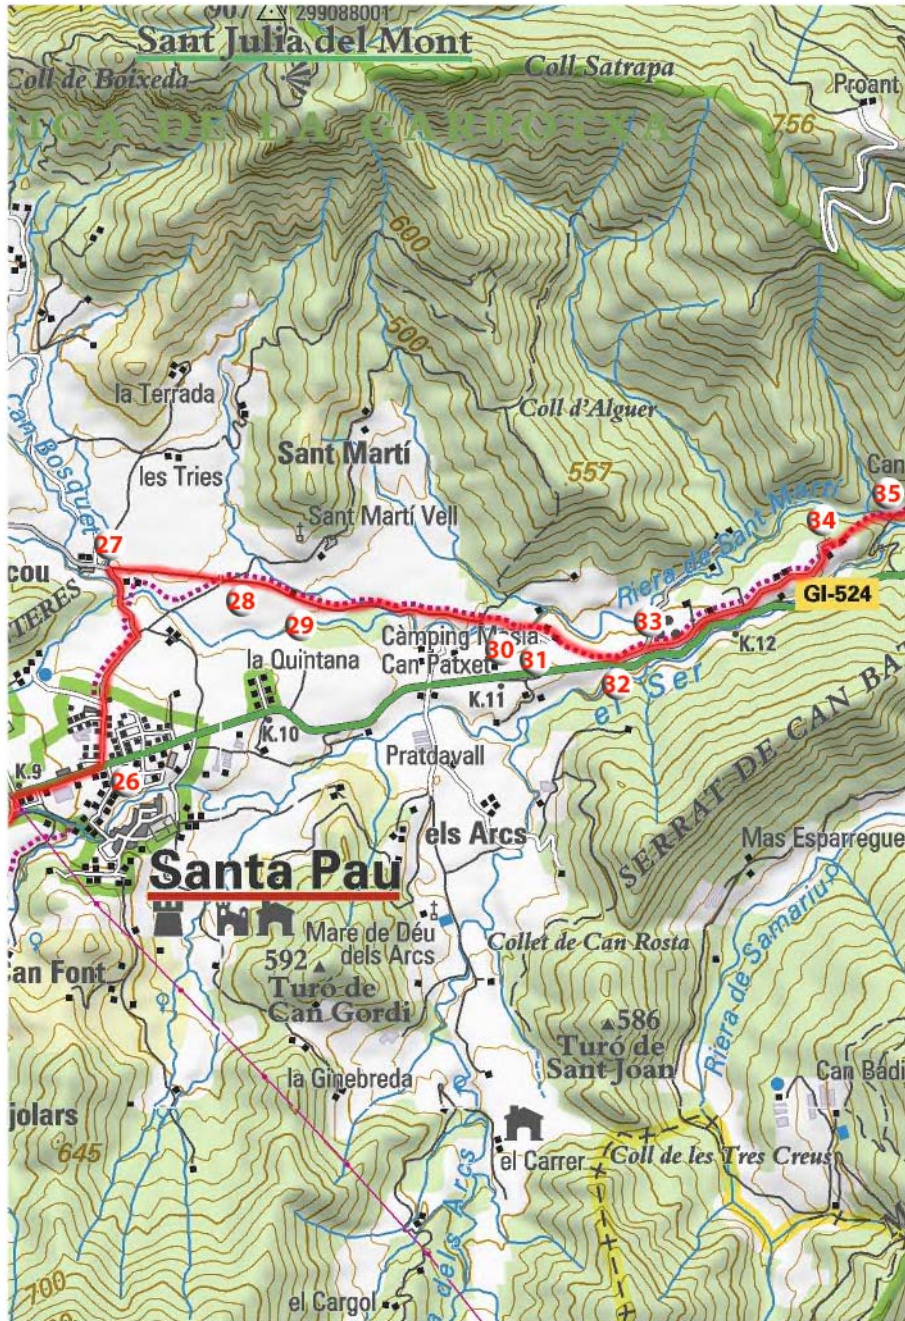 907 299088001
Sant Julià del Mont
Coll de Boixeda
Coll Satrapa
Proant
DE LA GARROTXA
756
600
500
la Terrada
Coll d'Alguer
Can Bosquet
Sant Martí
les Tries
557
Can
35
Sant Martí Vell
Riera de Sant Martí
34
27
cou
GI-524
28
29
33
Càmping Masia
Can Patxet
30
31
K.12
la Quintana
32
el Ser
K.11
K.10
K.9
26
Pratdavall
els Arcs
SERRAT DE CAN BAT
Mas Esparregue
Santa Pau
Mare de Déu
dels Arcs
Collet de Can Rosta
Riera de Samariu
592
Turó de
Can Gordi
an Font
586
Turó de
Sant Joan
la Ginebreda
Can Bádi
jolars
645
el Carrer
Coll de les Tres Creus
dels Arcs
700
el Cargol